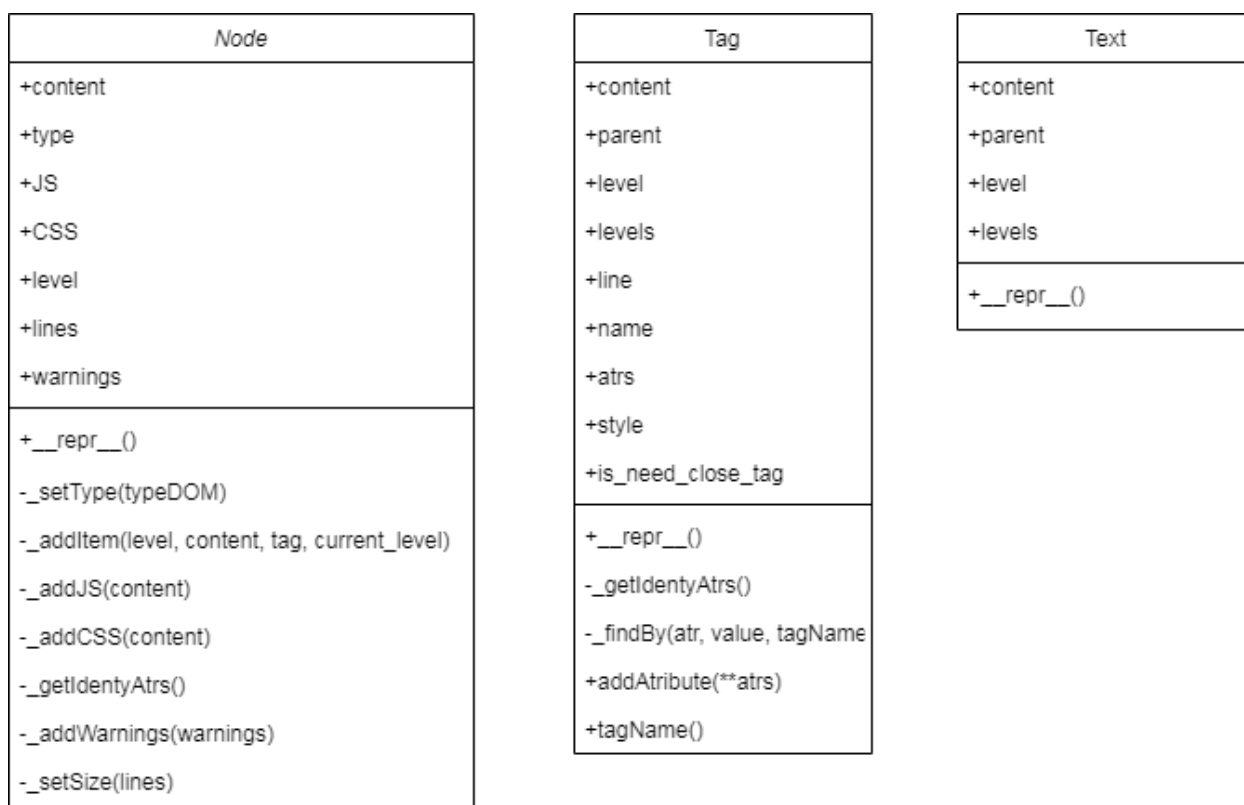 Node
+content
+type
+JS
+CSS
+level
+lines
+warnings
+__repr__()
-_setType(typeDOM)
-_addItem(level, content, tag, current_level)
-_addJS(content)
-_addCSS(content)
-_getIdentyAtrs()
-_addWarnings(warnings)
-_setSize(lines)
Tag
+content
+parent
+level
+levels
+line
+name
+atrs
+style
+is_need_close_tag
+__repr__()
-_getIdentyAtrs()
-_findBy(atr, value, tagName
+addAtribute(**atrs)
+tagName()
Text
+content
+parent
+level
+levels
+__repr__()